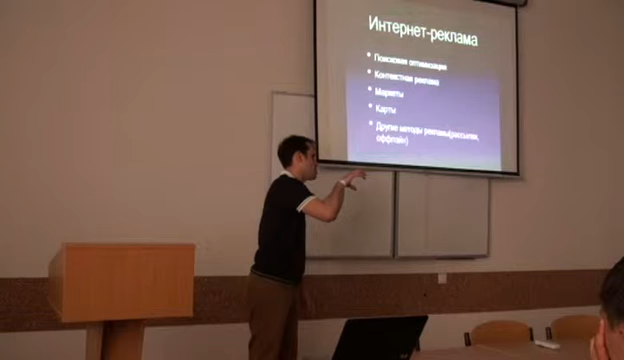 Интернет-реклама
• Поисковая оптимизация
• Контекстная реклама
• Маркеты
• Карты
• Другие методы рекламы(рассылки,
оффлайн)